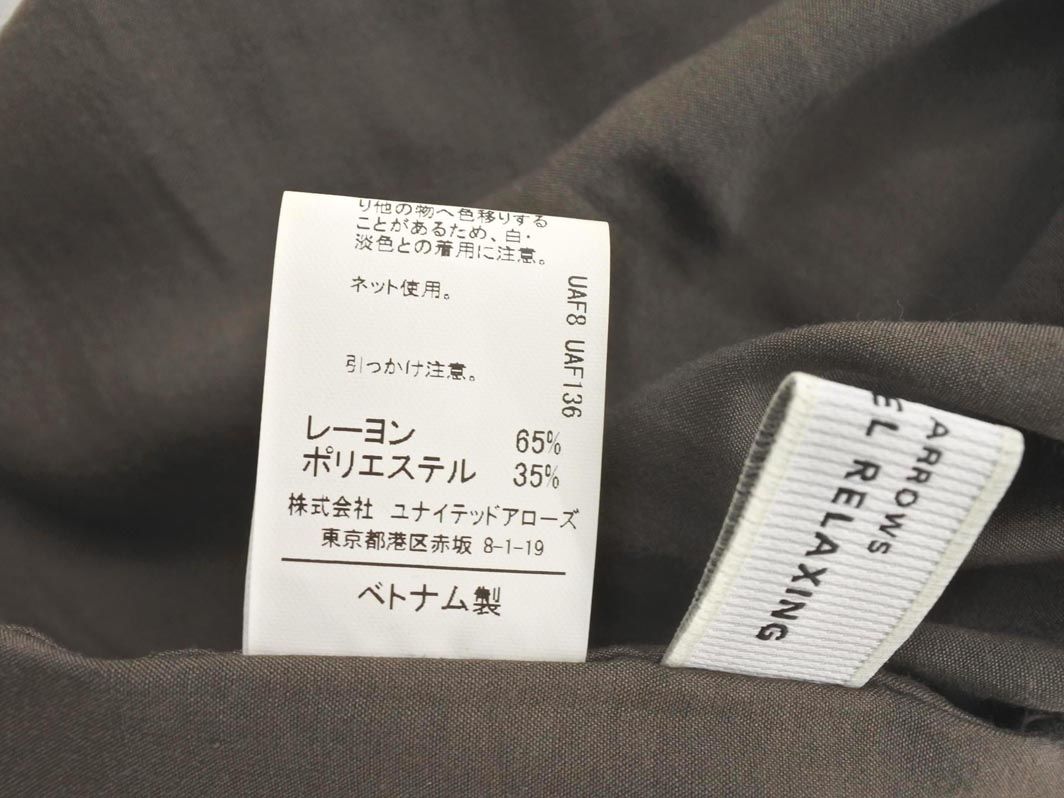 り他の物へ色移りする
ことがあるため、白・
淡色との着用に注意。
ネット使用。
引っかけ注意。
UAF8 UAF136
レーヨン 65%
ポリエステル 35%
株式会社 ユナイテッドアローズ
東京都港区赤坂 8-1-19
ベトナム製
ARROWS
EL RELAXING